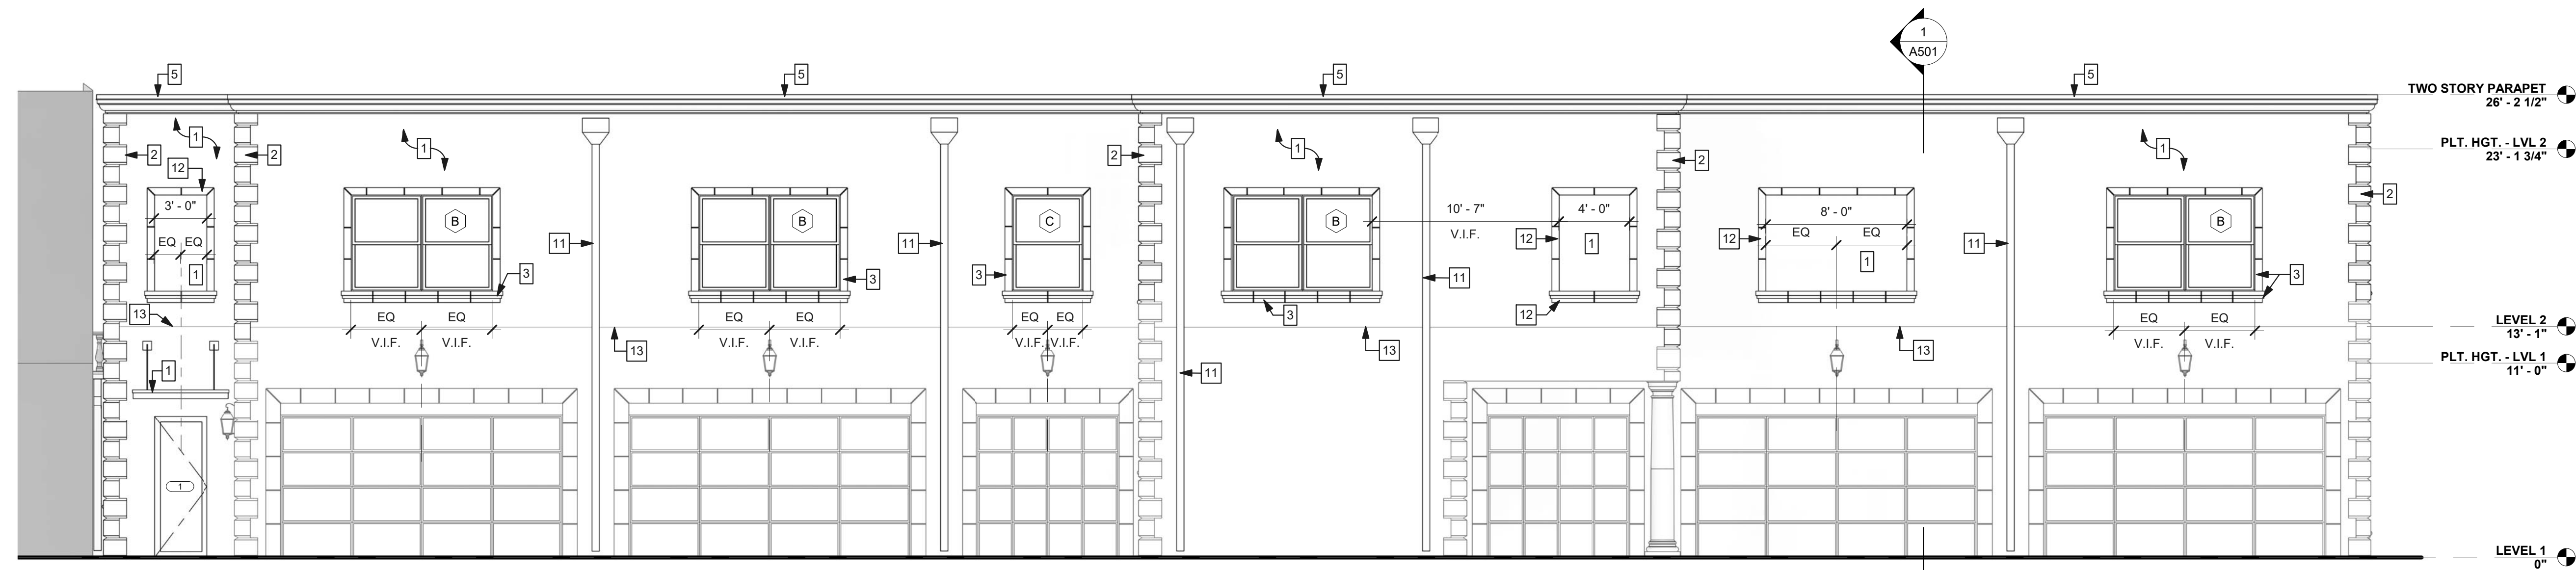 1
A501
5
5
5
5
TWO STORY PARAPET
26' - 2 1/2"
1
1
1
1
PLT. HGT. - LVL 2
23' - 1 3/4"
2
2
2
2
12
2
3' - 0"
10' - 7"
4' - 0"
8' - 0"
B
B
C
B
B
V.I.F.
EQ EQ
EQ EQ
11
11
12
1
12
11
1
1
3
3
3
11
3
13
3
12
EQ EQ
EQ EQ
EQ EQ
EQ EQ
LEVEL 2
13' - 1"
V.I.F. V.I.F.
V.I.F. V.I.F.
V.I.F. V.I.F.
V.I.F. V.I.F.
13
13
13
PLT. HGT. - LVL 1
11' - 0"
1
11
1
LEVEL 1
0"